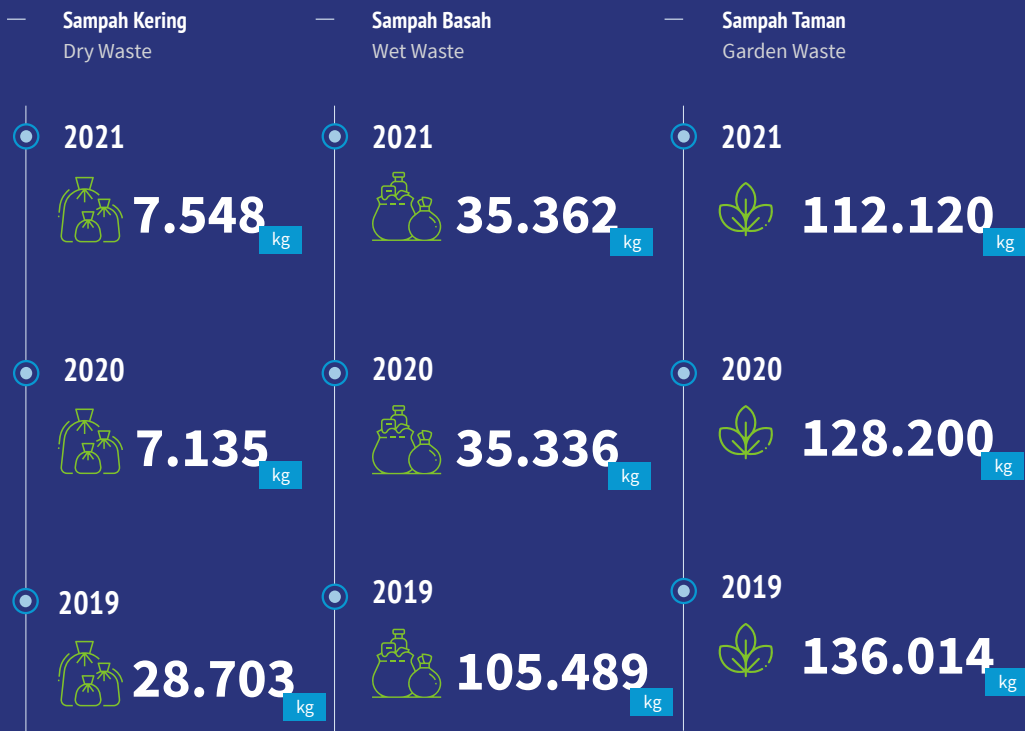 Sampah Kering
Dry Waste
2021
7.548
kg
2020
7.135
kg
2019
28.703
kg
Sampah Basah
Wet Waste
2021
35.362
kg
2020
35.336
kg
2019
105.489
kg
Sampah Taman
Garden Waste
2021
112.120
kg
2020
128.200
kg
2019
136.014
kg